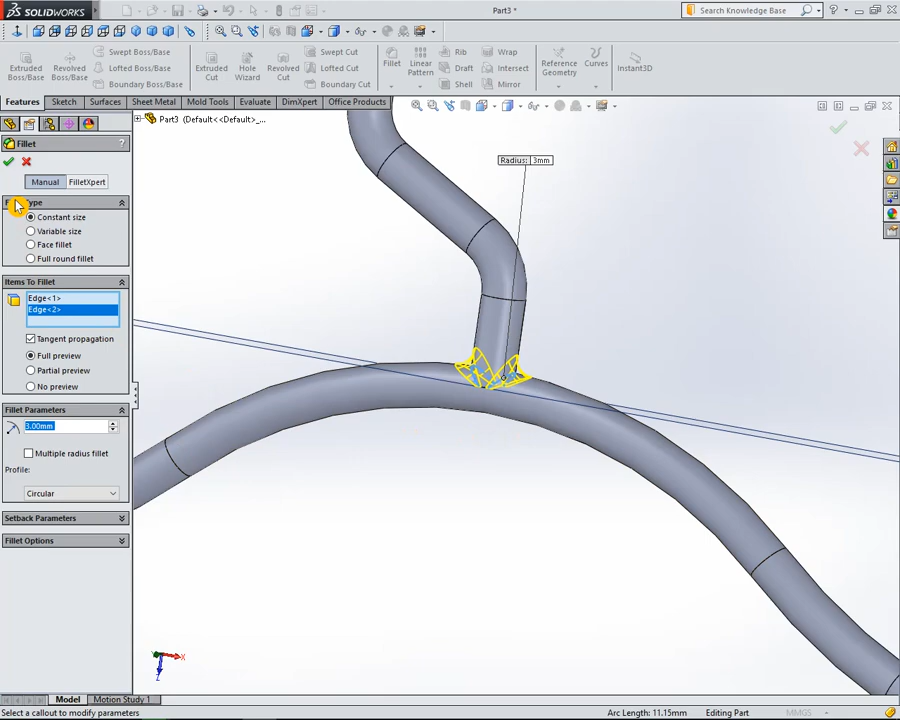 SOLIDWORKS
Part3 *
Search Knowledge Base
Extruded Boss/Base
Revolved Boss/Base
Swept Boss/Base
Lofted Boss/Base
Boundary Boss/Base
Extruded Cut
Hole Wizard
Revolved Cut
Swept Cut
Lofted Cut
Boundary Cut
Fillet
Linear Pattern
Rib
Draft
Shell
Wrap
Intersect
Mirror
Reference Geometry
Curves
Instant3D
Features
Sketch
Surfaces
Sheet Metal
Mold Tools
Evaluate
DimXpert
Office Products
Part3 (Default<<Default>_...
Fillet
?
Manual
FilletXpert
Constant size
Variable size
Face fillet
Full round fillet
Items To Fillet
Edge<1>
Edge<2>
Tangent propagation
Full preview
Partial preview
No preview
Fillet Parameters
3.00mm
Multiple radius fillet
Profile:
Circular
Setback Parameters
Fillet Options
Radius: 3mm
X
Z
Model
Motion Study 1
Select a callout to modify parameters
Arc Length: 11.15mm
Editing Part
MMGS